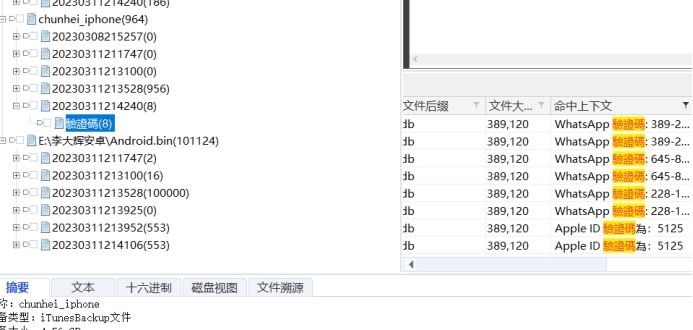 20230311214240(186)
chunhei_iphone(964)
20230308215257(0)
20230311211747(0)
20230311213100(0)
20230311213528(956)
20230311214240(8)
驗證碼(8)
E:\李大辉安卓\Android.bin(101124)
20230311211747(2)
20230311213100(16)
20230311213528(100000)
20230311213925(0)
20230311213952(553)
20230311214106(553)
文件后缀 文件大... 命中上下文
db 389,120 WhatsApp 驗證碼: 389-2...
db 389,120 WhatsApp 驗證碼: 389-2...
db 389,120 WhatsApp 驗證碼: 645-8...
db 389,120 WhatsApp 驗證碼: 645-8...
db 389,120 WhatsApp 驗證碼: 228-1...
db 389,120 WhatsApp 驗證碼: 228-1...
db 389,120 Apple ID 驗證碼為：5125
db 389,120 Apple ID 驗證碼為：5125
摘要 文本 十六进制 磁盘视图 文件溯源
称：chunhei_iphone
备类型：iTunesBackup文件